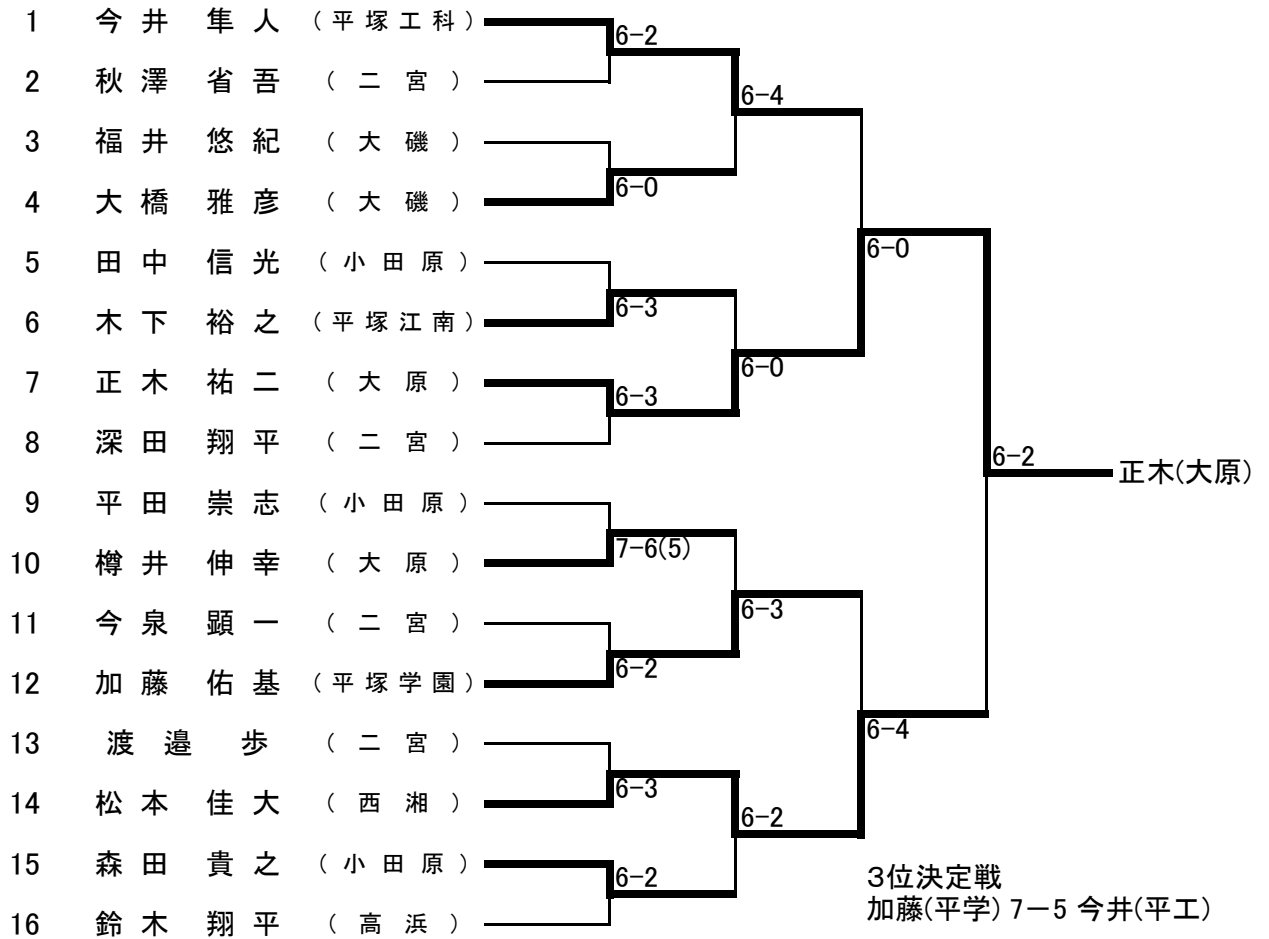 1 今井 隼人 (平塚工科)
6-2
2 秋澤 省吾 (二宮)
6-4
3 福井 悠紀 (大磯)
4 大橋 雅彦 (大磯)
6-0
6-0
5 田中 信光 (小田原)
6 木下 裕之 (平塚江南)
6-3
6-0
7 正木 祐二 (大原)
6-3
8 深田 翔平 (二宮)
6-2
正木(大原)
9 平田 崇志 (小田原)
10 樽井 伸幸 (大原)
7-6(5)
6-3
11 今泉 顕一 (二宮)
12 加藤 佑基 (平塚学園)
6-2
6-4
13 渡邉 歩 (二宮)
14 松本 佳大 (西湘)
6-3
6-2
15 森田 貴之 (小田原)
6-2
16 鈴木 翔平 (高浜)
3位決定戦
加藤(平学) 7-5 今井(平工)